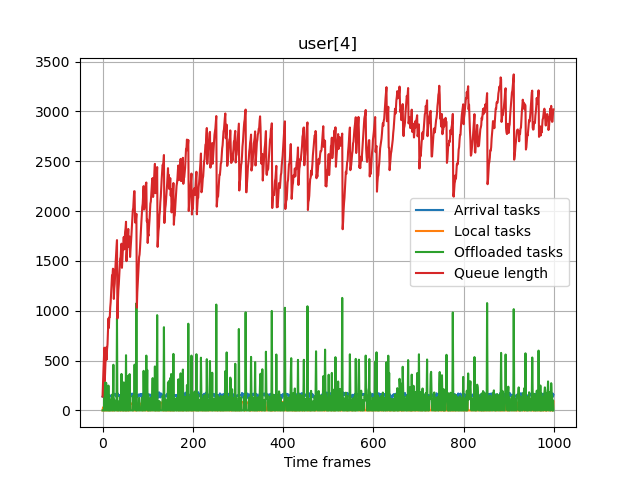 user[4]
3500
3000
2500
2000
1500
1000
500
0
Arrival tasks
Local tasks
Offloaded tasks
Queue length
0 200 400 600 800 1000
Time frames